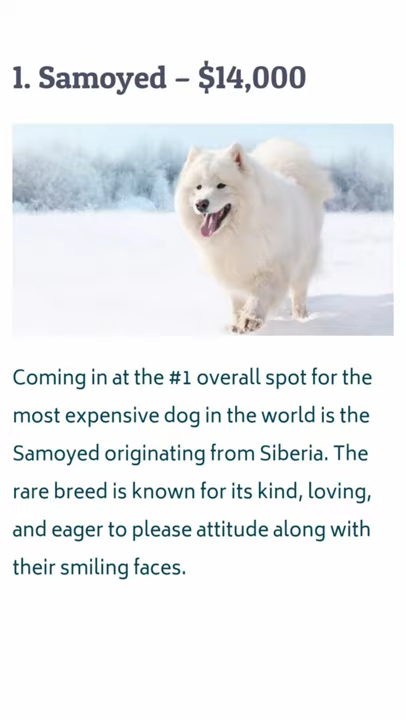 1. Samoyed – $14,000
Coming in at the #1 overall spot for the
most expensive dog in the world is the
Samoyed originating from Siberia. The
rare breed is known for its kind, loving,
and eager to please attitude along with
their smiling faces.